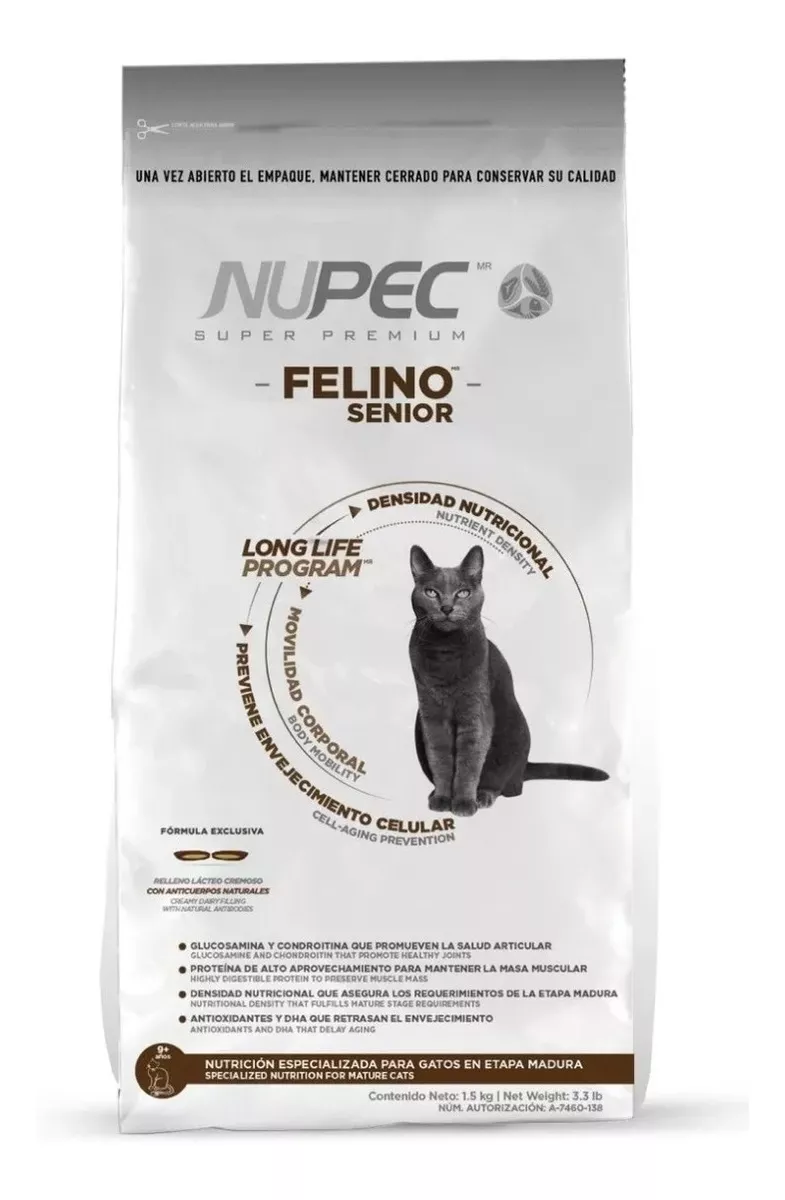 CORTE AQUÍ PARA ABRIR
UNA VEZ ABIERTO EL EMPAQUE, MANTENER CERRADO PARA CONSERVAR SU CALIDAD
NUPEC MR
SUPER PREMIUM
- FELINO MR -
SENIOR
DENSIDAD NUTRICIONAL
NUTRIENT DENSITY
LONG LIFE
PROGRAM MR
MOVILIDAD CORPORAL
BODY MOBILITY
PREVIENE ENVEJECIMIENTO CELULAR
CELL-AGING PREVENTION
FÓRMULA EXCLUSIVA
RELLENO LÁCTEO CREMOSO
CON ANTICUERPOS NATURALES
CREAMY DAIRY FILLING
WITH NATURAL ANTIBODIES
• GLUCOSAMINA Y CONDROITINA QUE PROMUEVEN LA SALUD ARTICULAR
GLUCOSAMINE AND CHONDROITIN THAT PROMOTE HEALTHY JOINTS
• PROTEÍNA DE ALTO APROVECHAMIENTO PARA MANTENER LA MASA MUSCULAR
HIGHLY DIGESTIBLE PROTEIN TO PRESERVE MUSCLE MASS
• DENSIDAD NUTRICIONAL QUE ASEGURA LOS REQUERIMIENTOS DE LA ETAPA MADURA
NUTRITIONAL DENSITY THAT FULFILLS MATURE STAGE REQUIREMENTS
• ANTIOXIDANTES Y DHA QUE RETRASAN EL ENVEJECIMIENTO
ANTIOXIDANTS AND DHA THAT DELAY AGING
9+
años
NUTRICIÓN ESPECIALIZADA PARA GATOS EN ETAPA MADURA
SPECIALIZED NUTRITION FOR MATURE CATS
Contenido Neto: 1.5 kg | Net Weight: 3.3 lb
NÚM. AUTORIZACIÓN: A-7460-138